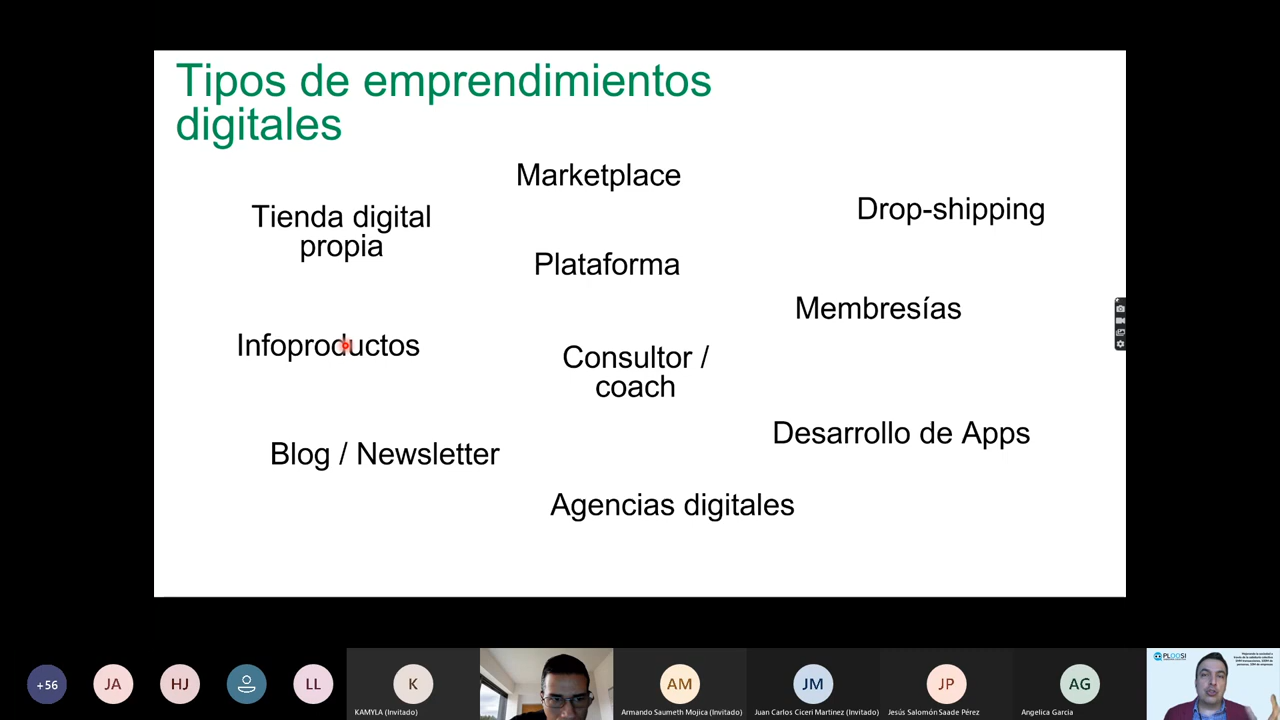 Tipos de emprendimientos
digitales
Marketplace
Drop-shipping
Tienda digital
propia
Plataforma
Membresías
Infoproductos
Consultor /
coach
Desarrollo de Apps
Blog / Newsletter
Agencias digitales
+56
JA
HJ
LL
K
AM
JM
JP
AG
PLOOSI
KAMYLA (Invitado)
Armando Saumeth Mojica (Invitado)
Juan Carlos Ciceri Martinez (Invitado)
Jesús Salomón Saade Pérez
Angelica Garcia